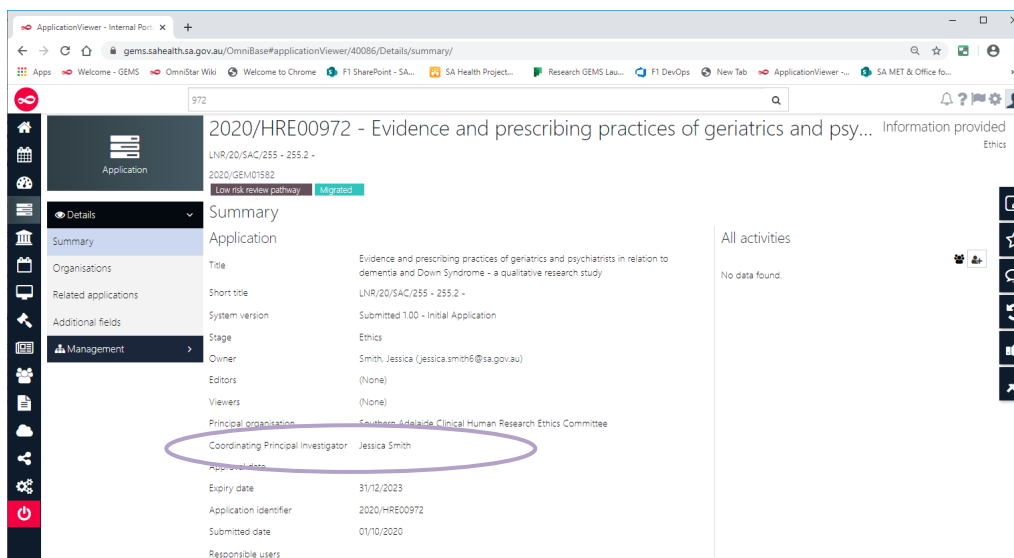 ApplicationViewer - Internal Port
gems.sahealth.sa.gov.au/OmniBase#applicationViewer/40086/Details/summary/
Apps Welcome - GEMS OmniStar Wiki Welcome to Chrome F1 SharePoint - SA... SA Health Project... Research GEMS Lau... F1 DevOps New Tab ApplicationViewer -... SA MET & Office fo...
972
2020/HRE00972 - Evidence and prescribing practices of geriatrics and psy...
Information provided
Ethics
LNR/20/SAC/255 - 255.2 -
2020/GEM01582
Low risk review pathway Migrated
Application
Details
Summary
Organisations
Related applications
Additional fields
Management
Summary
Application
Title Evidence and prescribing practices of geriatrics and psychiatrists in relation to
dementia and Down Syndrome - a qualitative research study
Short title LNR/20/SAC/255 - 255.2 -
System version Submitted 1.00 - Initial Application
Stage Ethics
Owner Smith, Jessica (jessica.smith6@sa.gov.au)
Editors (None)
Viewers (None)
Principal organisation Southern Adelaide Clinical Human Research Ethics Committee
Coordinating Principal Investigator Jessica Smith
Approval date
Expiry date 31/12/2023
Application identifier 2020/HRE00972
Submitted date 01/10/2020
Responsible users
All activities
No data found.